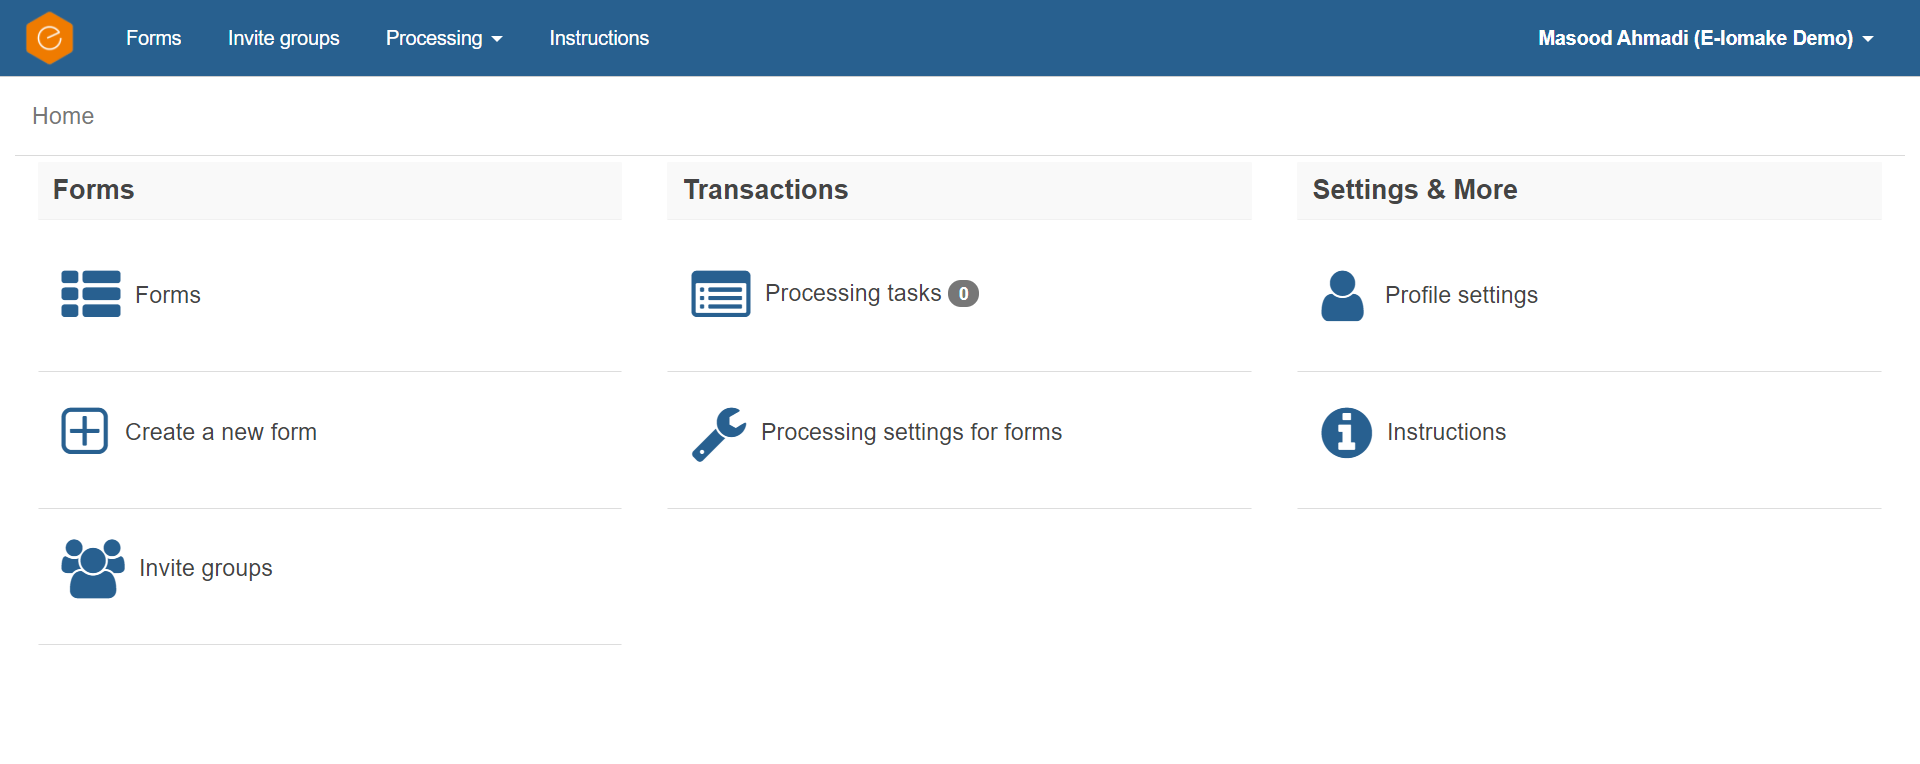 Forms Invite groups Processing Instructions Masood Ahmadi (E-lomake Demo)
Home
Forms
Forms
Create a new form
Invite groups
Transactions
Processing tasks 0
Processing settings for forms
Settings & More
Profile settings
Instructions